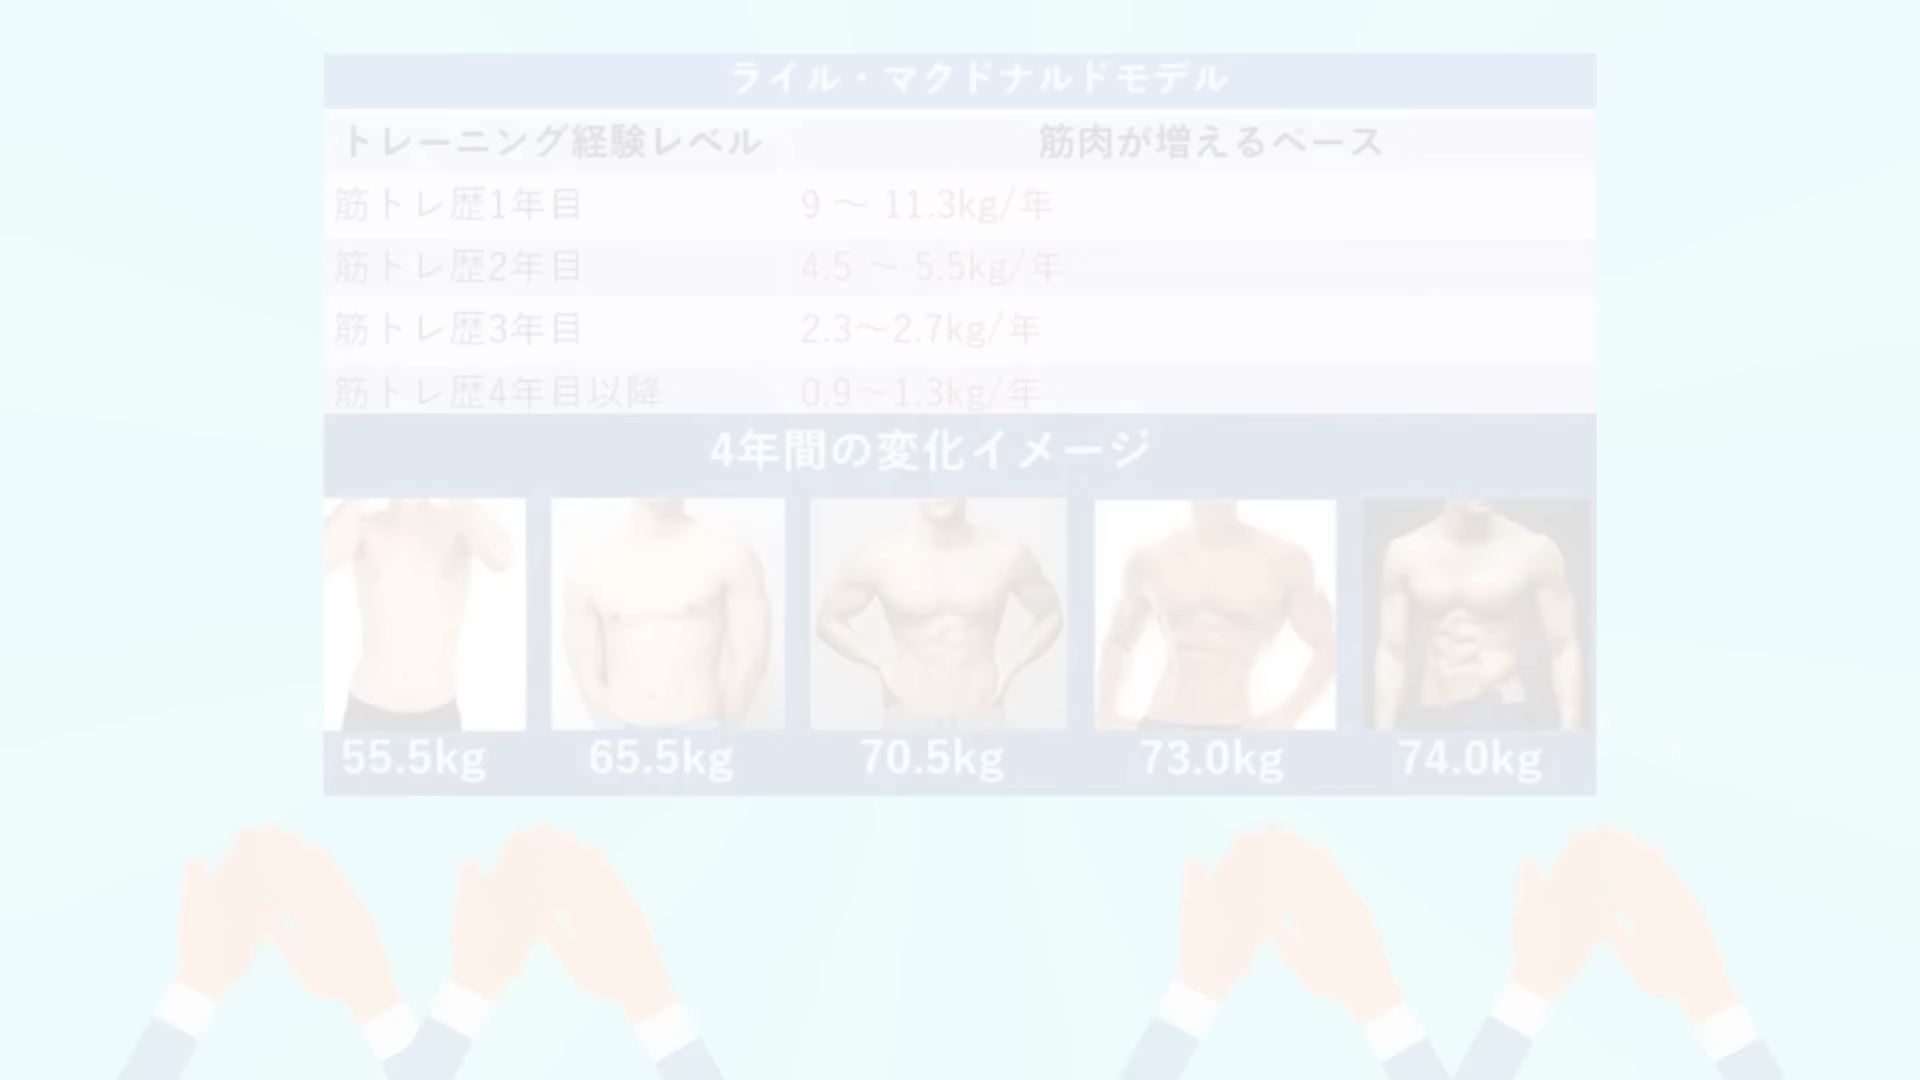 ライル・マクドナルドモデル
トレーニング経験レベル 筋肉が増えるペース
筋トレ歴1年目 9 ～ 11.3kg/年
筋トレ歴2年目 4.5 ～ 5.5kg/年
筋トレ歴3年目 2.3～2.7kg/年
筋トレ歴4年目以降 0.9～1.3kg/年
4年間の変化イメージ
55.5kg 65.5kg 70.5kg 73.0kg 74.0kg